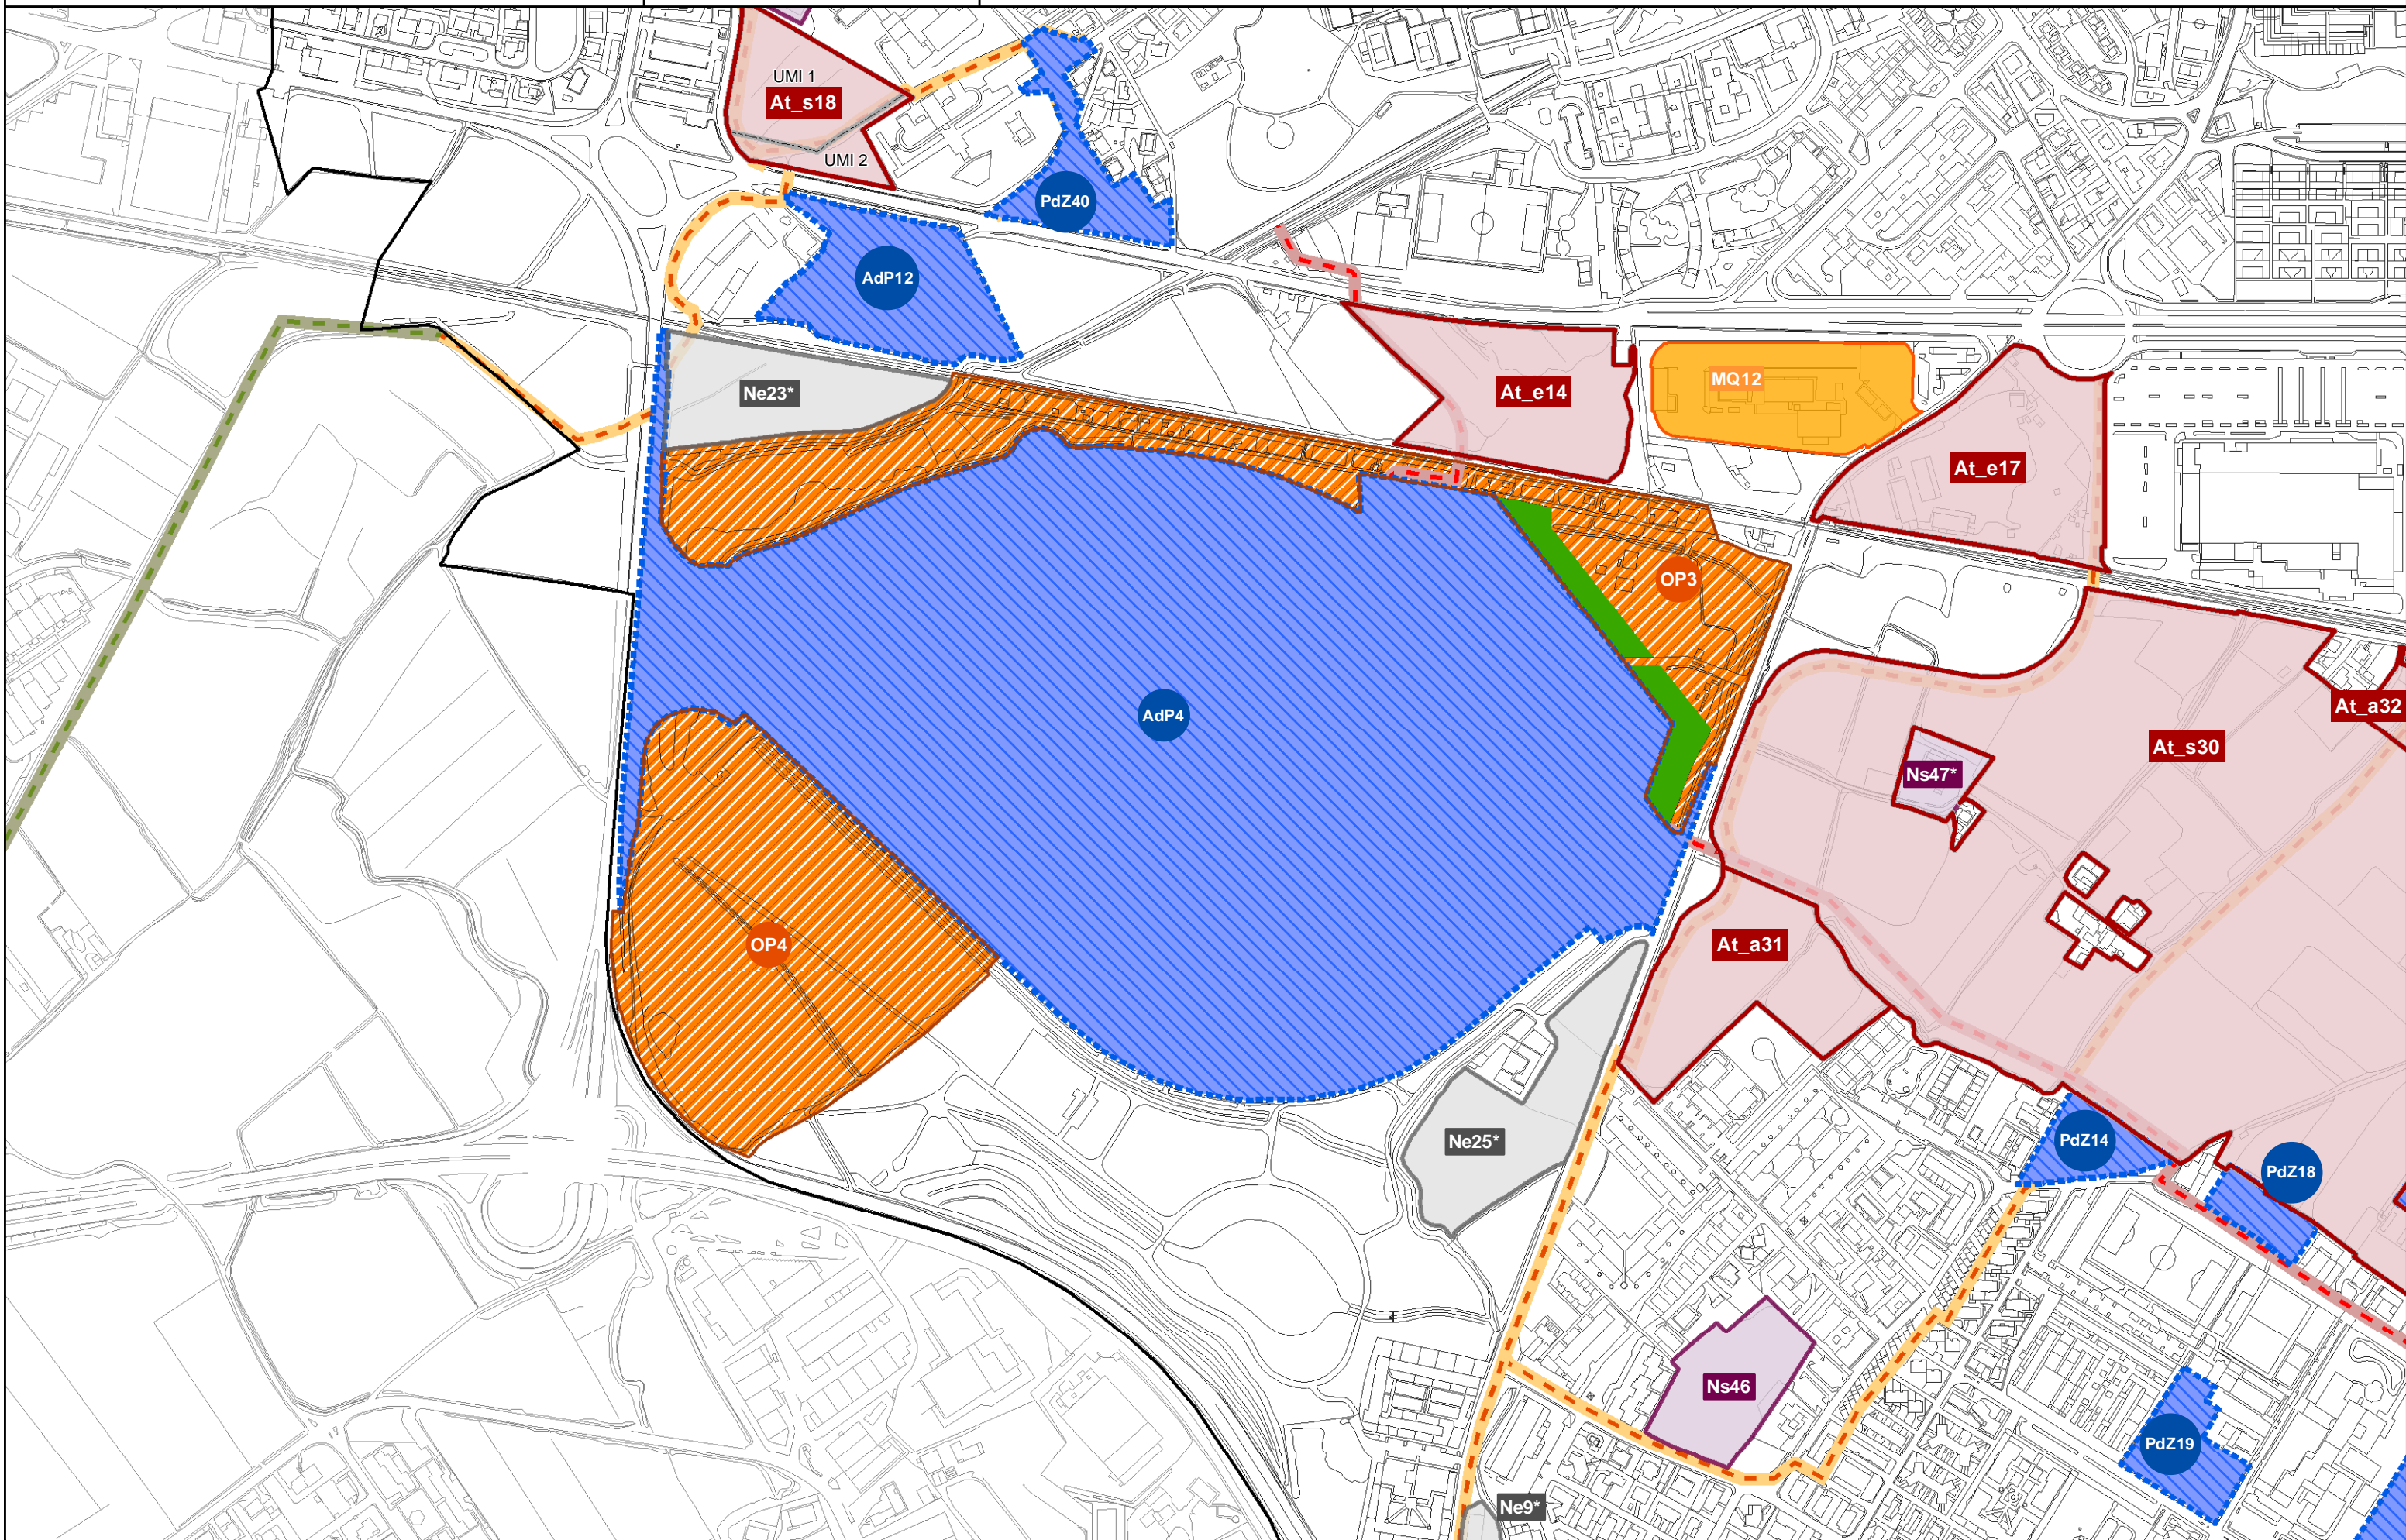 UMI 1
At_s18
UMI 2
PdZ40
AdP12
Ne23*
At_e14
MQ12
At_e17
OP3
AdP4
At_a32
At_s30
Ns47*
OP4
At_a31
Ne25*
PdZ14
PdZ18
Ns46
PdZ19
Ne9*